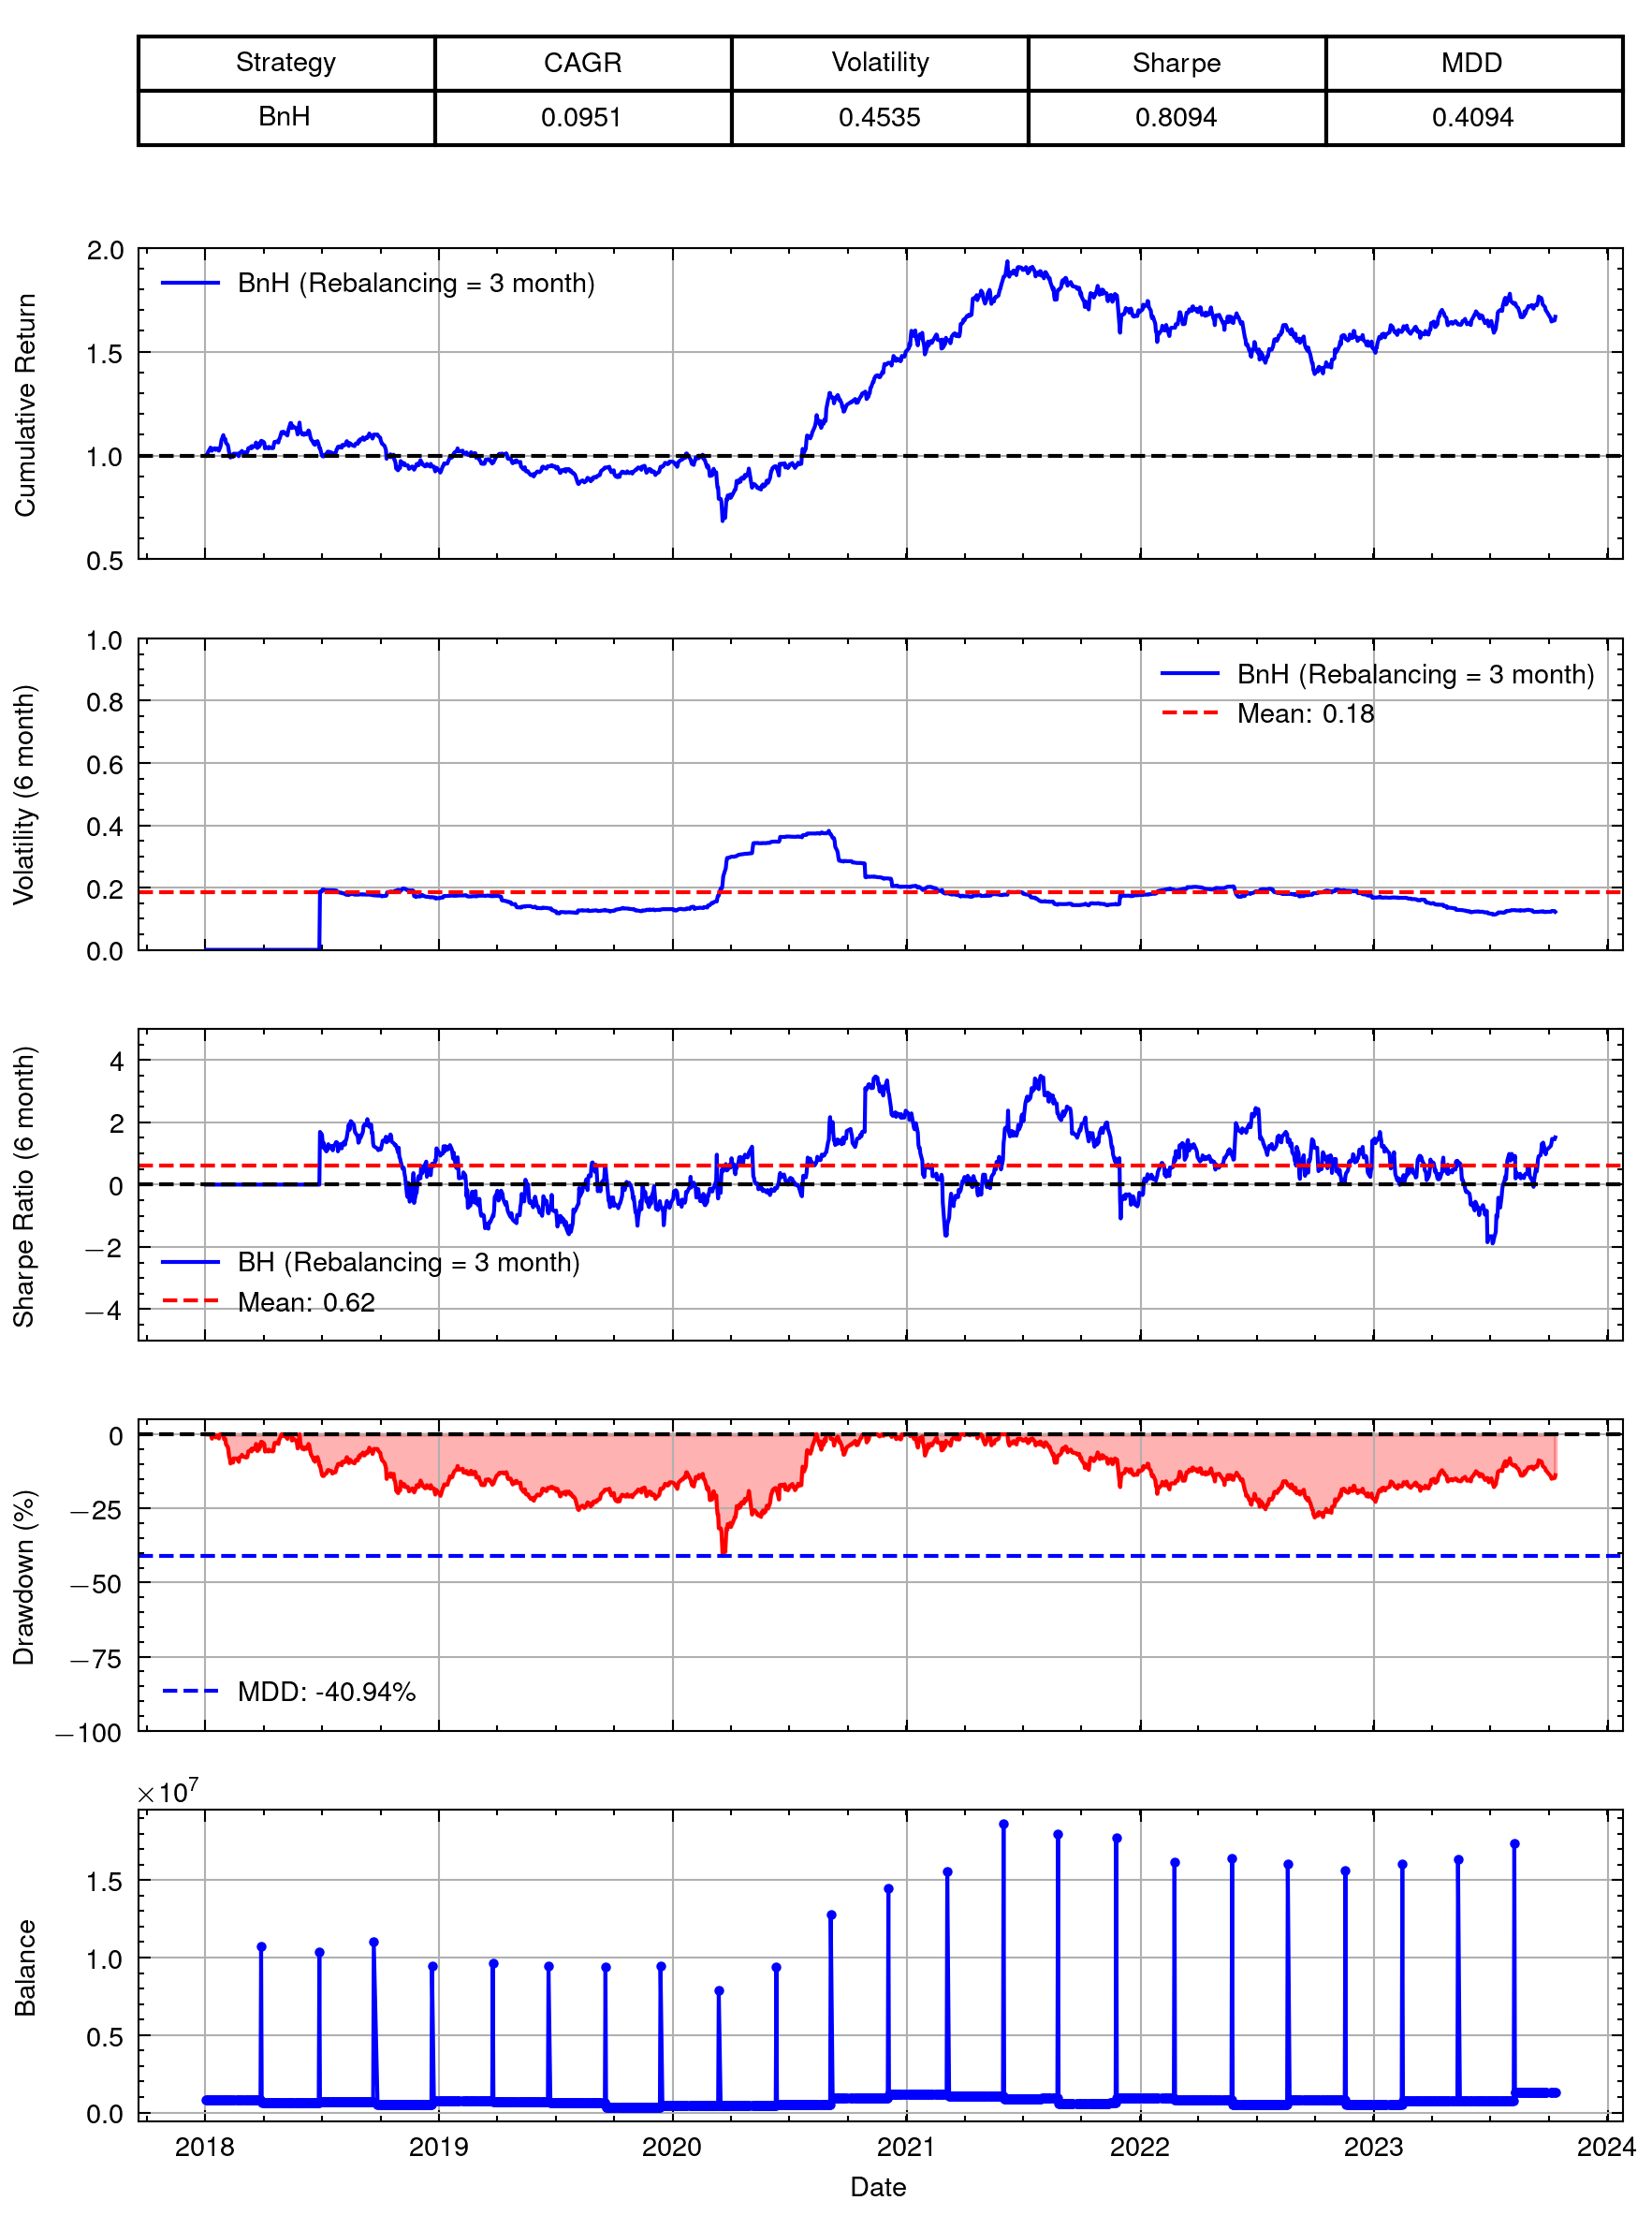 Strategy CAGR Volatility Sharpe MDD
BnH 0.0951 0.4535 0.8094 0.4094
Cumulative Return
2.0
1.5
1.0
0.5
BnH (Rebalancing = 3 month)
Volatility (6 month)
1.0
0.8
0.6
0.4
0.2
0.0
BnH (Rebalancing = 3 month)
Mean: 0.18
Sharpe Ratio (6 month)
4
2
0
−2
−4
BH (Rebalancing = 3 month)
Mean: 0.62
Drawdown (%)
0
−25
−50
−75
−100
MDD: -40.94%
×10⁷
Balance
1.5
1.0
0.5
0.0
2018 2019 2020 2021 2022 2023 2024
Date